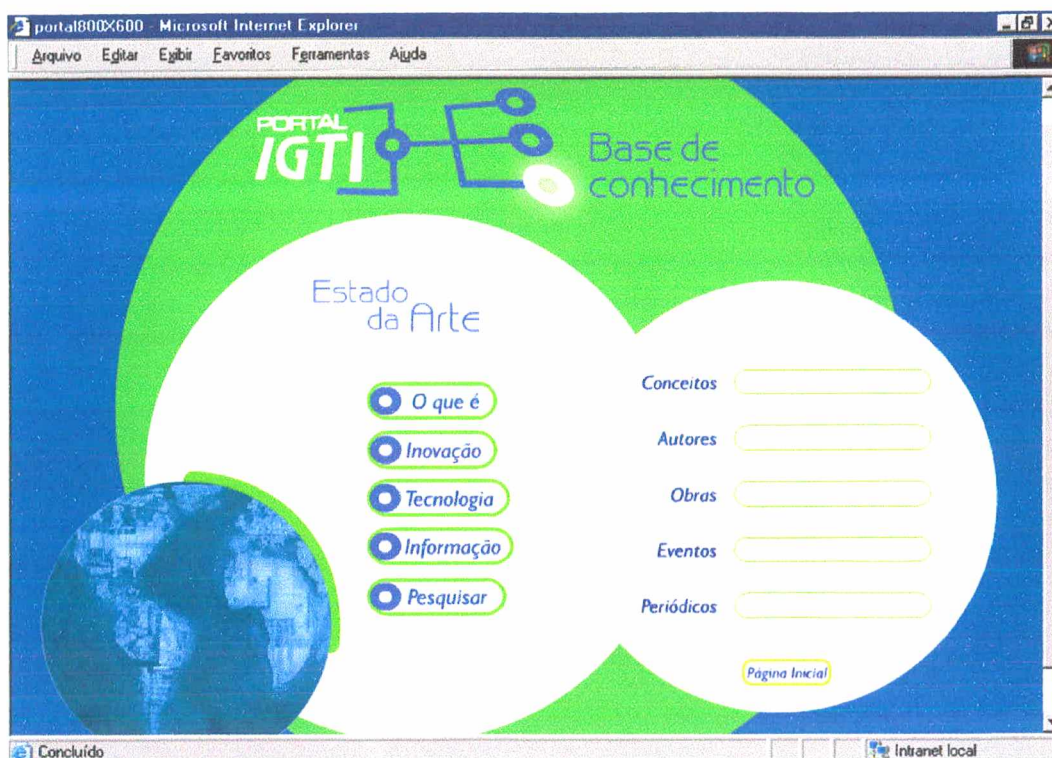 portal800X600 - Microsoft Internet Explorer
Arquivo Editar Exibir Favoritos Ferramentas Ajuda
PORTAL
IGTI
Base de
conhecimento
Estado
da Arte
O que é
Inovação
Tecnologia
Informação
Pesquisar
Conceitos
Autores
Obras
Eventos
Periódicos
Página Inicial
Concluído
Intranet local